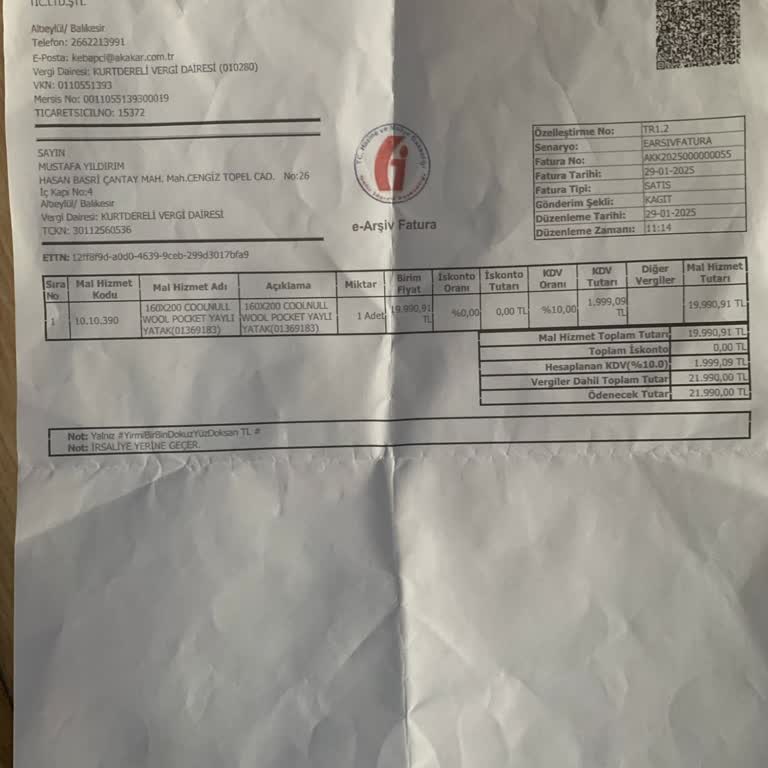 TİC.LTD.ŞTİ.
Altıeylül/ Balıkesir
Telefon: 2662213991
E-Posta: kebapci@akakar.com.tr
Vergi Dairesi: KURTDERELİ VERGİ DAİRESİ (010280)
VKN: 0110551393
Mersis No: 0011055139300019
TICARETSICILNO: 15372
SAYIN
MUSTAFA YILDIRIM
HASAN BASRİ ÇANTAY MAH. Mah.CENGİZ TOPEL CAD. No:26
İç Kapı No:4
Altıeylül/ Balıkesir
Vergi Dairesi: KURTDERELİ VERGİ DAİRESİ
TCKN: 30112560536
e-Arşiv Fatura
Özelleştirme No: TR1.2
Senaryo: EARSIVFATURA
Fatura No: AKK2025000000055
Fatura Tarihi: 29-01-2025
Fatura Tipi: SATIS
Gönderim Şekli: KAGIT
Düzenleme Tarihi: 29-01-2025
Düzenleme Zamanı: 11:14
ETTN: 12ff8f9d-a0d0-4639-9ceb-299d3017bfa9
Sıra No Mal Hizmet Kodu Mal Hizmet Adı Açıklama Miktar Birim Fiyat İskonto Oranı İskonto Tutarı KDV Oranı KDV Tutarı Diğer Vergiler Mal Hizmet Tutarı
1 10.10.390 160X200 COOLNULL WOOL POCKET YAYLI YATAK(01369183) 160X200 COOLNULL WOOL POCKET YAYLI YATAK(01369183) 1 Adet 19.990,91 TL %0,00 0,00 TL %10,00 1.999,09 TL 19.990,91 TL
Mal Hizmet Toplam Tutarı 19.990,91 TL
Toplam İskonto 0,00 TL
Hesaplanan KDV(%10.0) 1.999,09 TL
Vergiler Dahil Toplam Tutar 21.990,00 TL
Ödenecek Tutar 21.990,00 TL
Not: Yalnız #YirmiBirBinDokuzYüzDoksan TL #
Not: İRSALİYE YERİNE GEÇER.